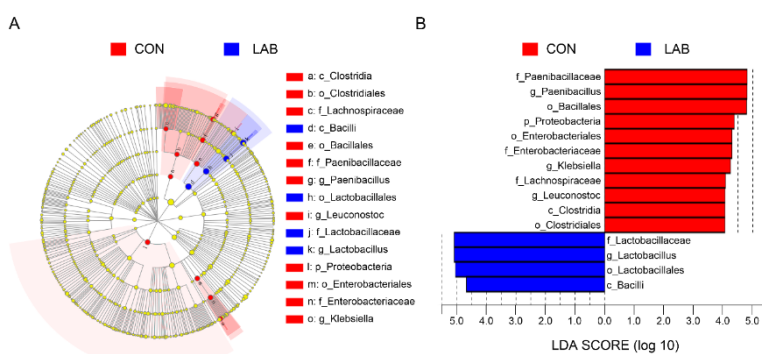 A
CON
LAB
a: c_Clostridia
b: o_Clostridiales
c: f_Lachnospiraceae
d: c_Bacilli
e: o_Bacillales
f: f_Paenibacillaceae
g: g_Paenibacillus
h: o_Lactobacillales
i: g_Leuconostoc
j: f_Lactobacillaceae
k: g_Lactobacillus
l: p_Proteobacteria
m: o_Enterobacteriales
n: f_Enterobacteriaceae
o: g_Klebsiella
B
CON
LAB
f_Paenibacillaceae
g_Paenibacillus
o_Bacillales
p_Proteobacteria
o_Enterobacteriales
f_Enterobacteriaceae
g_Klebsiella
f_Lachnospiraceae
g_Leuconostoc
c_Clostridia
o_Clostridiales
f_Lactobacillaceae
g_Lactobacillus
o_Lactobacillales
c_Bacilli
5.0 4.0 3.0 2.0 1.0 0.0 1.0 2.0 3.0 4.0 5.0
LDA SCORE (log 10)